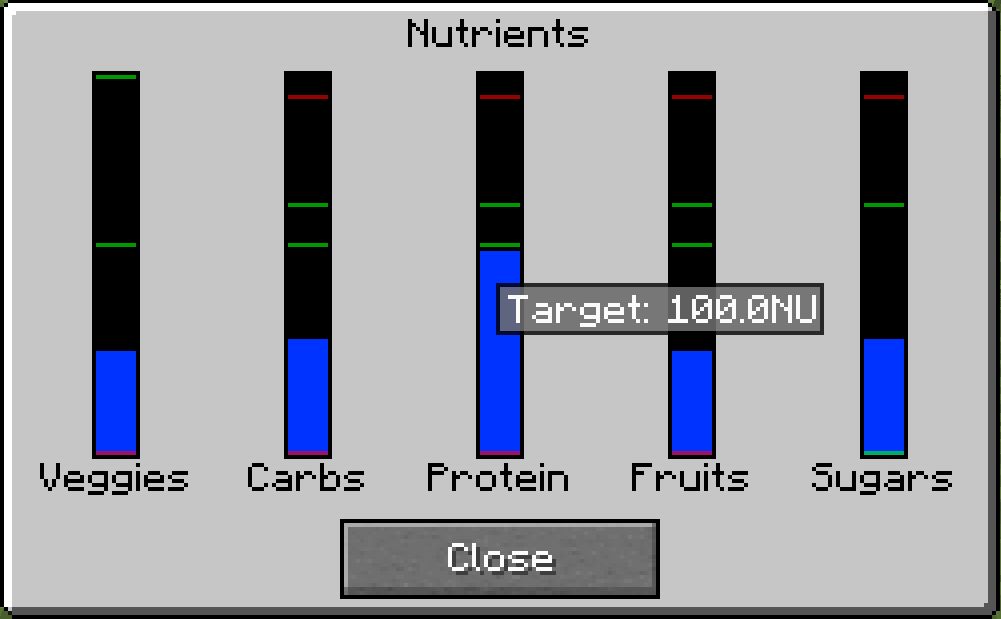 Nutrients
Target: 100.0NU
Veggies
Carbs
Protein
Fruits
Sugars
Close